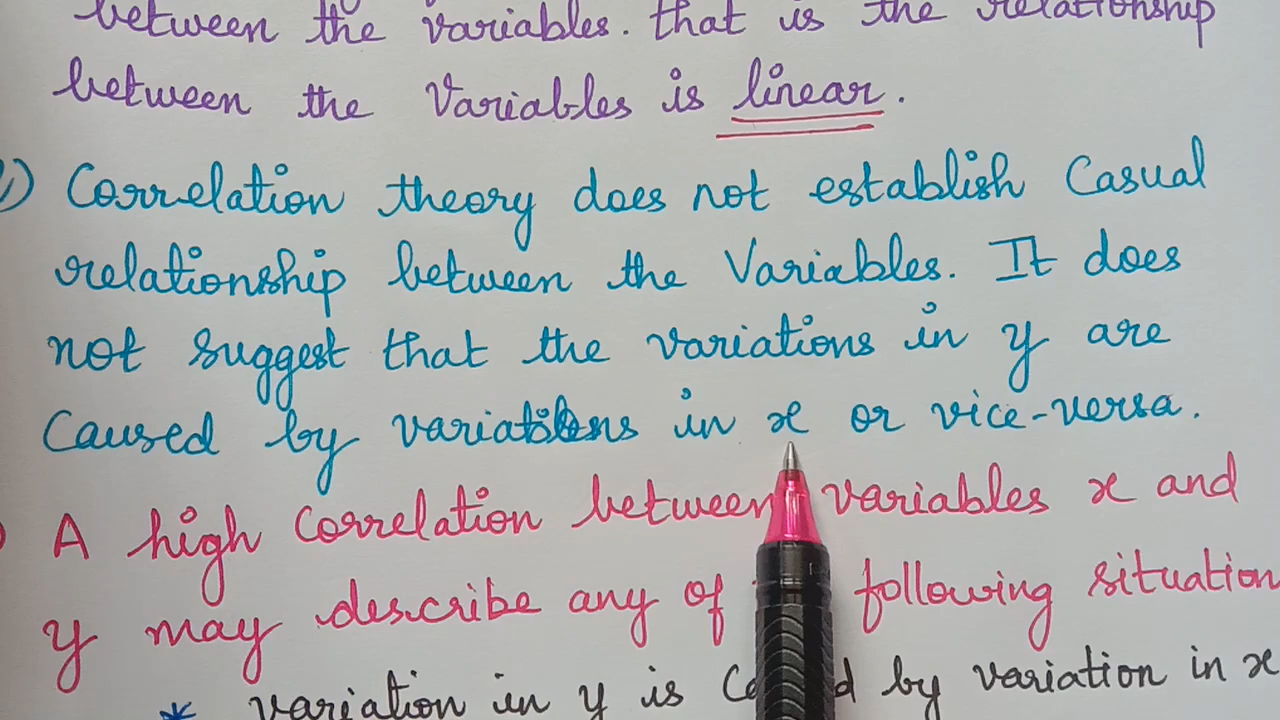 between the variables. that is the relationship
between the Variables is linear.
) Correlation theory does not establish Casual
relationship between the Variables. It does
not suggest that the variations in y are
Caused by variations in x or vice-versa.
A high correlation between variables x and
y may describe any of following situation
* variation in y is by variation in x